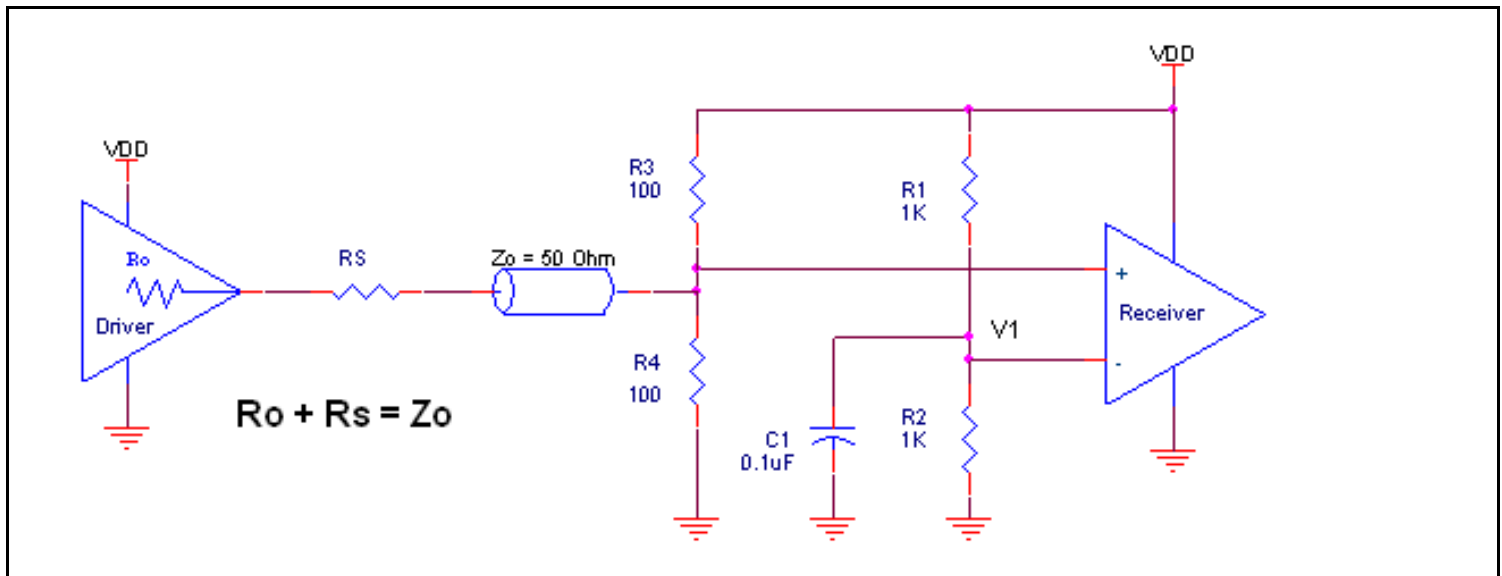 VDD
VDD
Ro
Driver
RS
Zo = 50 Ohm
R3
100
R1
1K
+
Receiver
-
V1
R4
100
Ro + Rs = Zo
C1
0.1uF
R2
1K